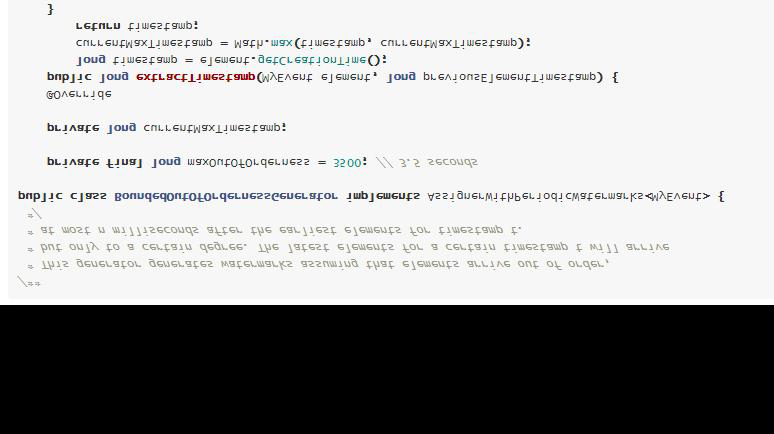 /**
 * This generator generates watermarks assuming that elements arrive out of order,
 * but only to a certain degree. The latest elements for a certain timestamp t will arrive
 * at most n milliseconds after the earliest elements for timestamp t.
 */
public class BoundedOutOfOrdernessGenerator implements AssignerWithPeriodicWatermarks<MyEvent> {
    private final long maxOutOfOrderness = 3500; // 3.5 seconds
    private long currentMaxTimestamp;
    @Override
    public long extractTimestamp(MyEvent element, long previousElementTimestamp) {
        long timestamp = element.getCreationTime();
        currentMaxTimestamp = Math.max(timestamp, currentMaxTimestamp);
        return timestamp;
    }